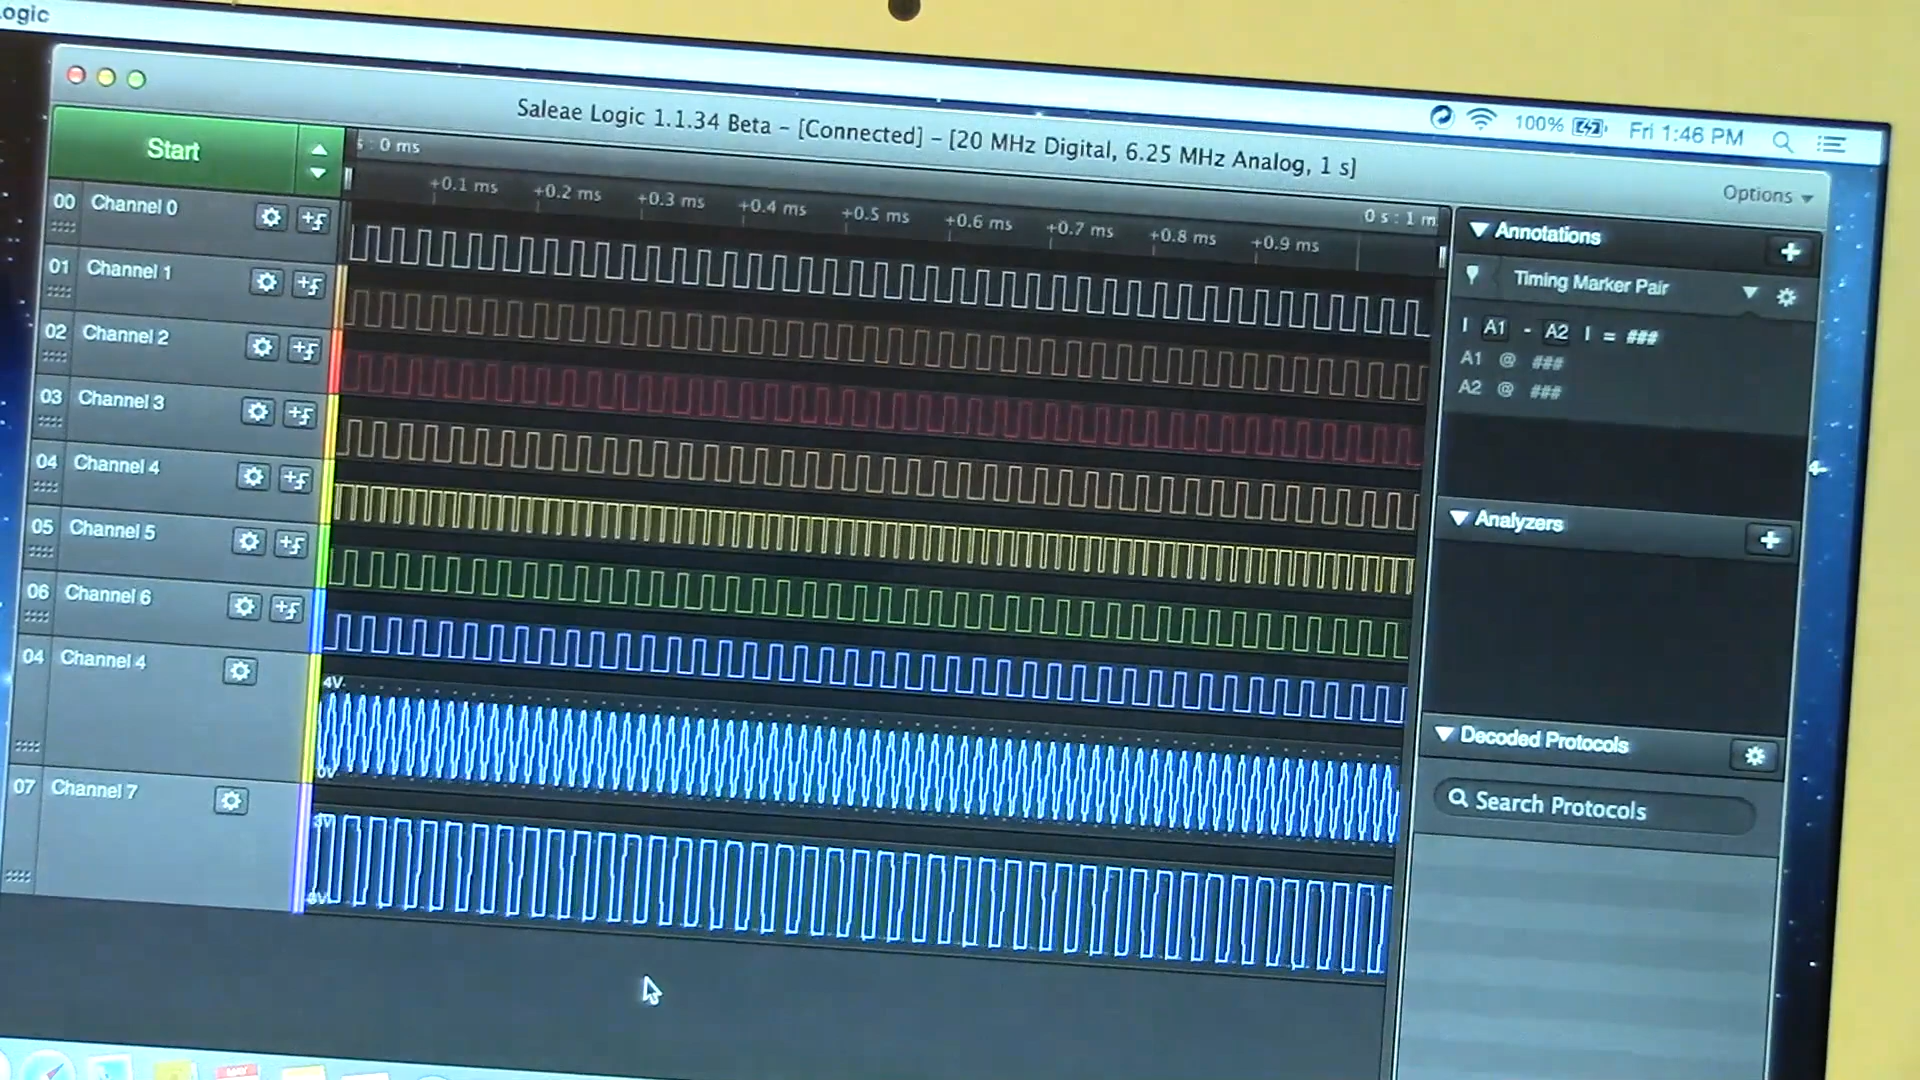 Logic
100% Fri 1:46 PM
Saleae Logic 1.1.34 Beta - [Connected] - [20 MHz Digital, 6.25 MHz Analog, 1 s]
Options
Start
s : 0 ms
0 s : 1 m
+0.1 ms +0.2 ms +0.3 ms +0.4 ms +0.5 ms +0.6 ms +0.7 ms +0.8 ms +0.9 ms
00 Channel 0
01 Channel 1
02 Channel 2
03 Channel 3
04 Channel 4
05 Channel 5
06 Channel 6
04 Channel 4
4V
0V
07 Channel 7
3V
Annotations
Timing Marker Pair
| A1 - A2 | = ###
A1 @ ###
A2 @ ###
Analyzers
Decoded Protocols
Search Protocols